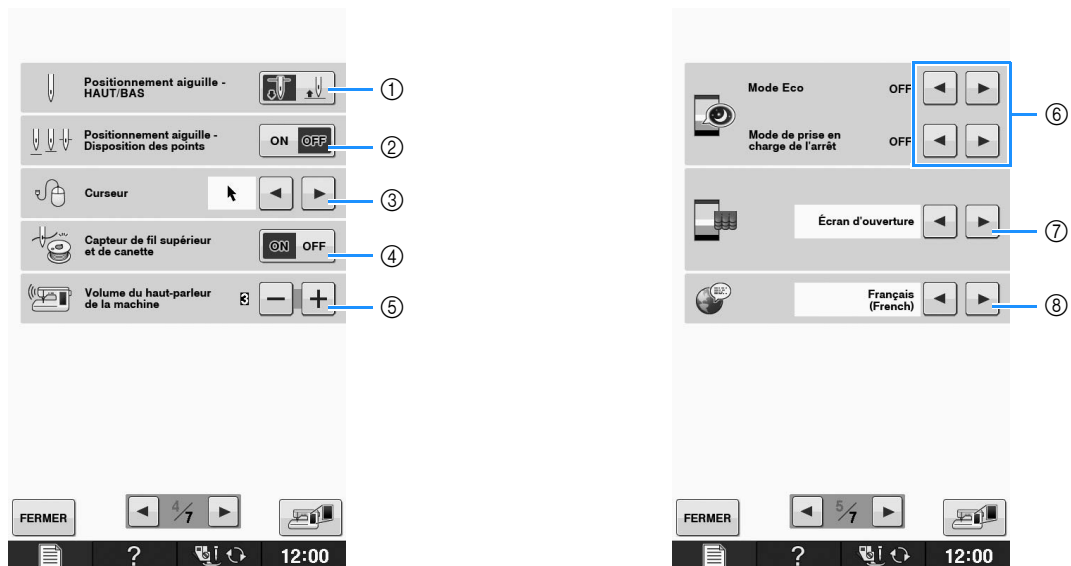 Positionnement aiguille -
HAUT/BAS
①
Positionnement aiguille -
Disposition des points
ON OFF
②
Curseur
③
Capteur de fil supérieur
et de canette
ON OFF
④
Volume du haut-parleur
de la machine
3
⑤
FERMER
4/7
?
12:00
Mode Eco
OFF
Mode de prise en
charge de l'arrêt
OFF
⑥
Écran d'ouverture
⑦
Français
(French)
⑧
FERMER
5/7
?
12:00